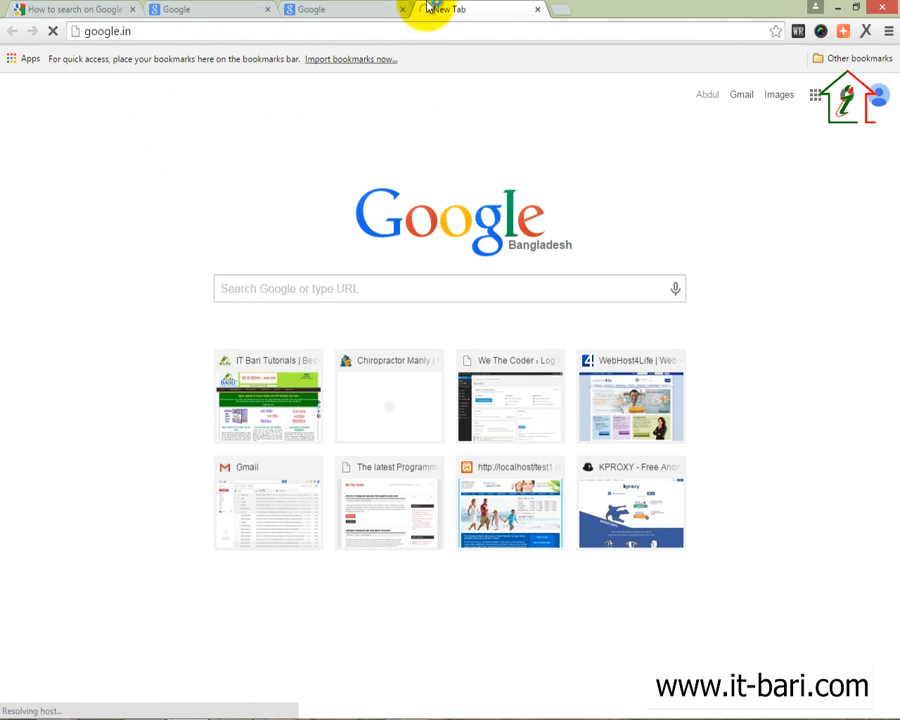 How to search on Google
Google
Google
New Tab
google.in
Apps
For quick access, place your bookmarks here on the bookmarks bar. Import bookmarks now...
Other bookmarks
Abdul
Gmail
Images
Google
Bangladesh
Search Google or type URL
IT Bari Tutorials | Bes
Chiropractor Manly |
We The Coder › Log
WebHost4Life | Web
Gmail
The latest Programm
http://localhost/test1
KPROXY - Free Anon
www.it-bari.com
Resolving host...